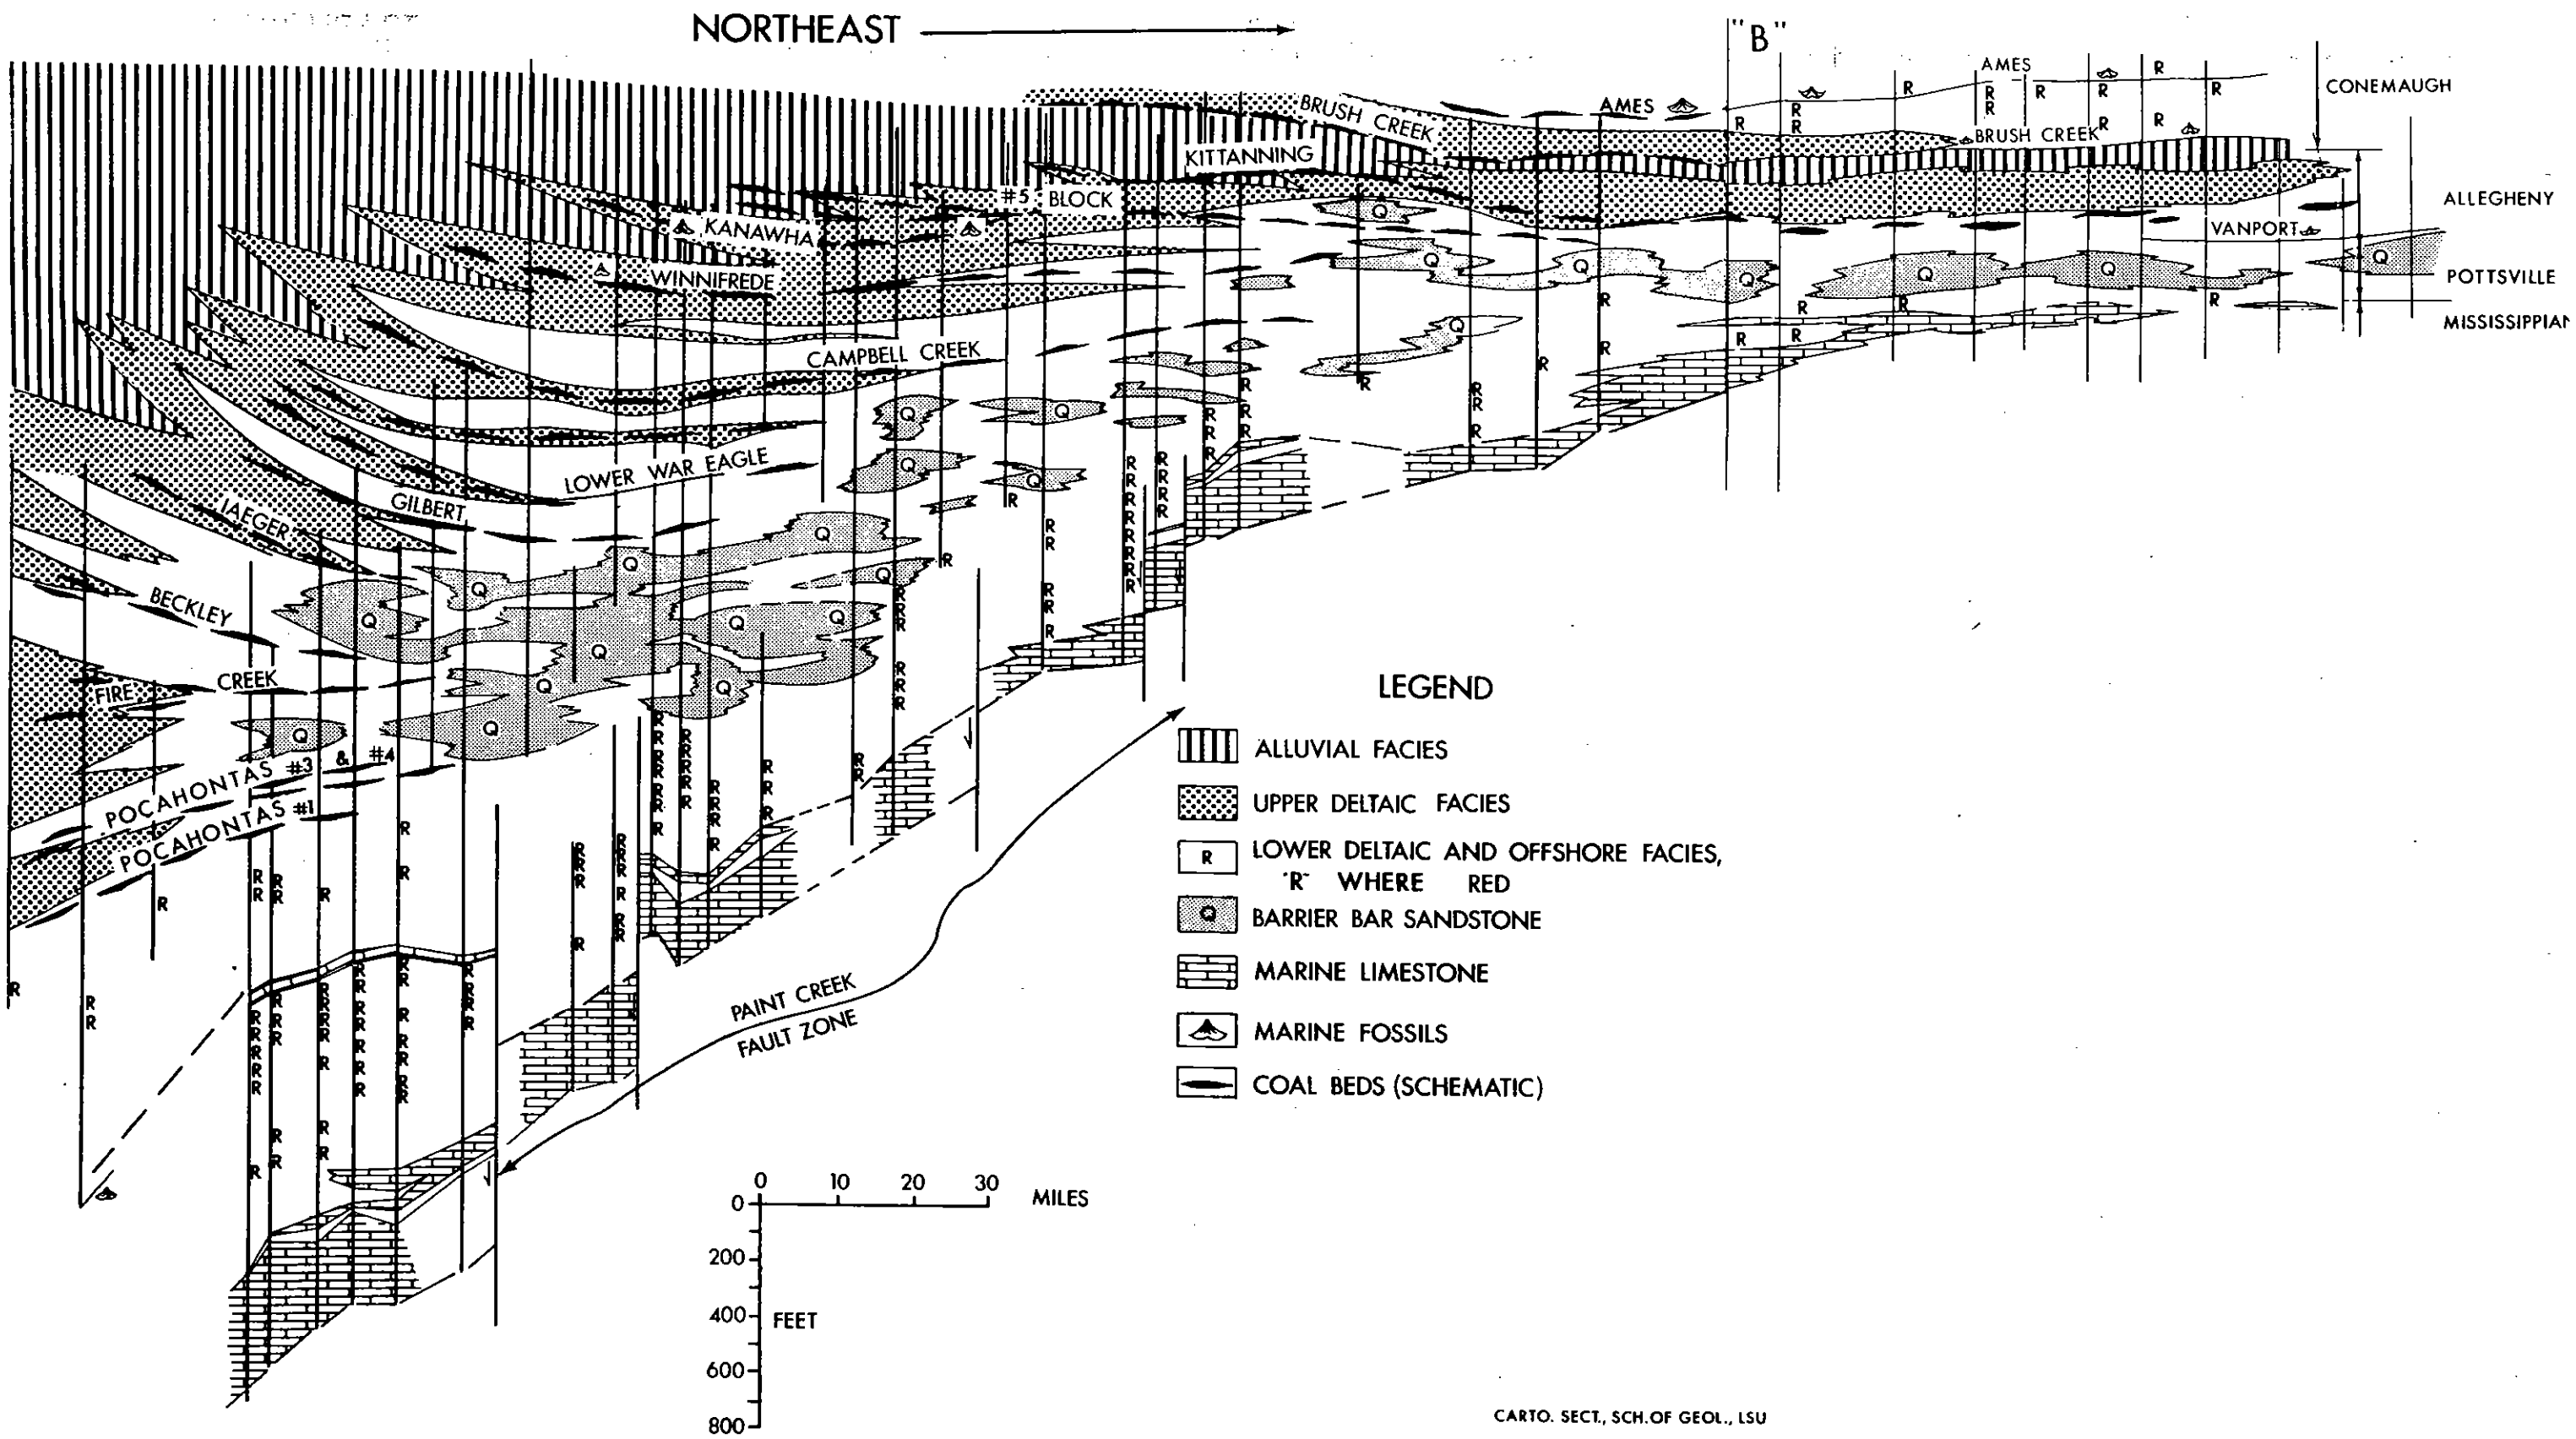 NORTHEAST
"B"
AMES
CONEMAUGH
BRUSH CREEK
AMES
BRUSH CREEK
KITTANNING
#5 BLOCK
ALLEGHENY
KANAWHA
VANPORT
WINNIFREDE
POTTSVILLE
MISSISSIPPIAN
CAMPBELL CREEK
LOWER WAR EAGLE
GILBERT
IAEGER
BECKLEY
FIRE CREEK
POCAHONTAS #3 & #4
POCAHONTAS #1
PAINT CREEK
FAULT ZONE
LEGEND
ALLUVIAL FACIES
UPPER DELTAIC FACIES
R LOWER DELTAIC AND OFFSHORE FACIES,
"R" WHERE RED
Q BARRIER BAR SANDSTONE
MARINE LIMESTONE
MARINE FOSSILS
COAL BEDS (SCHEMATIC)
0 10 20 30 MILES
0
200
400 FEET
600
800
CARTO. SECT., SCH. OF GEOL., LSU